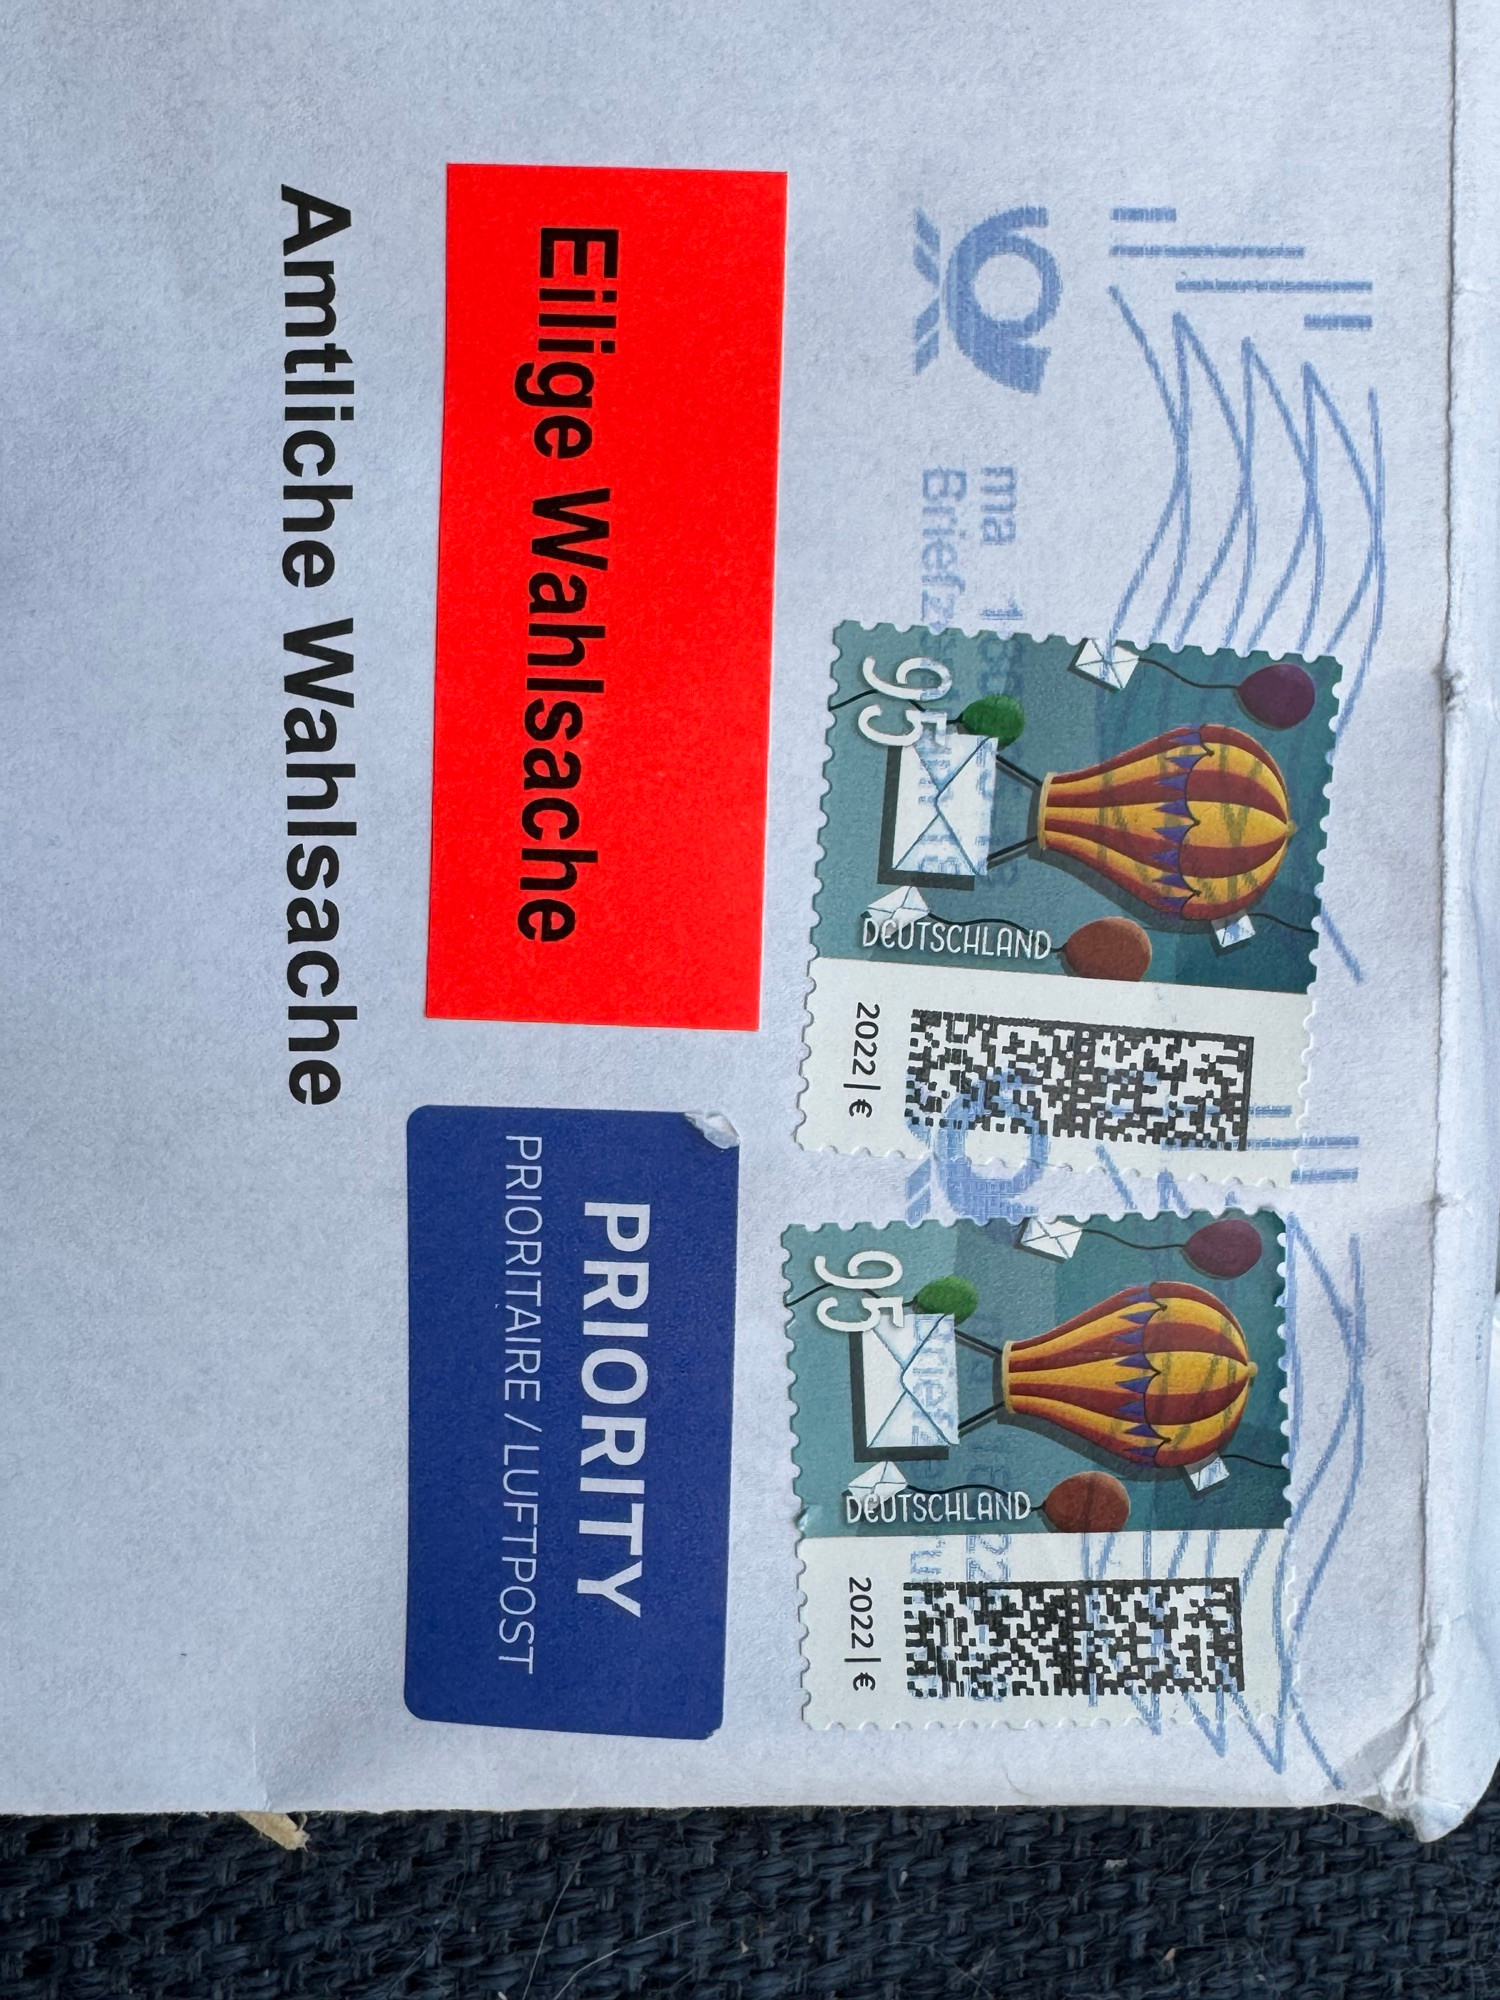 95
DEUTSCHLAND
2022 | €
95
DEUTSCHLAND
2022 | €
Eilige Wahlsache
PRIORITY
PRIORITAIRE / LUFTPOST
Amtliche Wahlsache